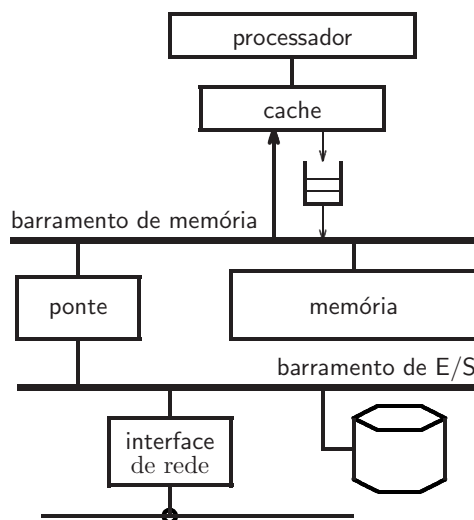 processador
cache
barramento de memória
ponte
memória
barramento de E/S
interface
de rede